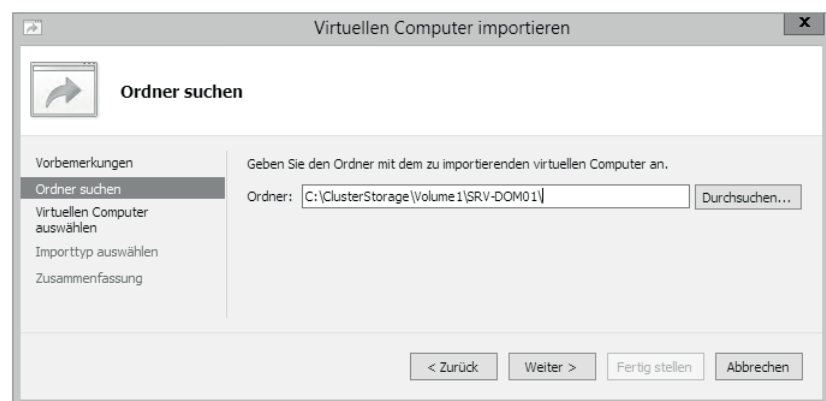 Virtuellen Computer importieren
x
Ordner suchen
Vorbemerkungen
Ordner suchen
Virtuellen Computer
auswählen
Importtyp auswählen
Zusammenfassung
Geben Sie den Ordner mit dem zu importierenden virtuellen Computer an.
Ordner: C:\ClusterStorage\Volume1\SRV-DOM01\ Durchsuchen...
< Zurück Weiter > Fertig stellen Abbrechen